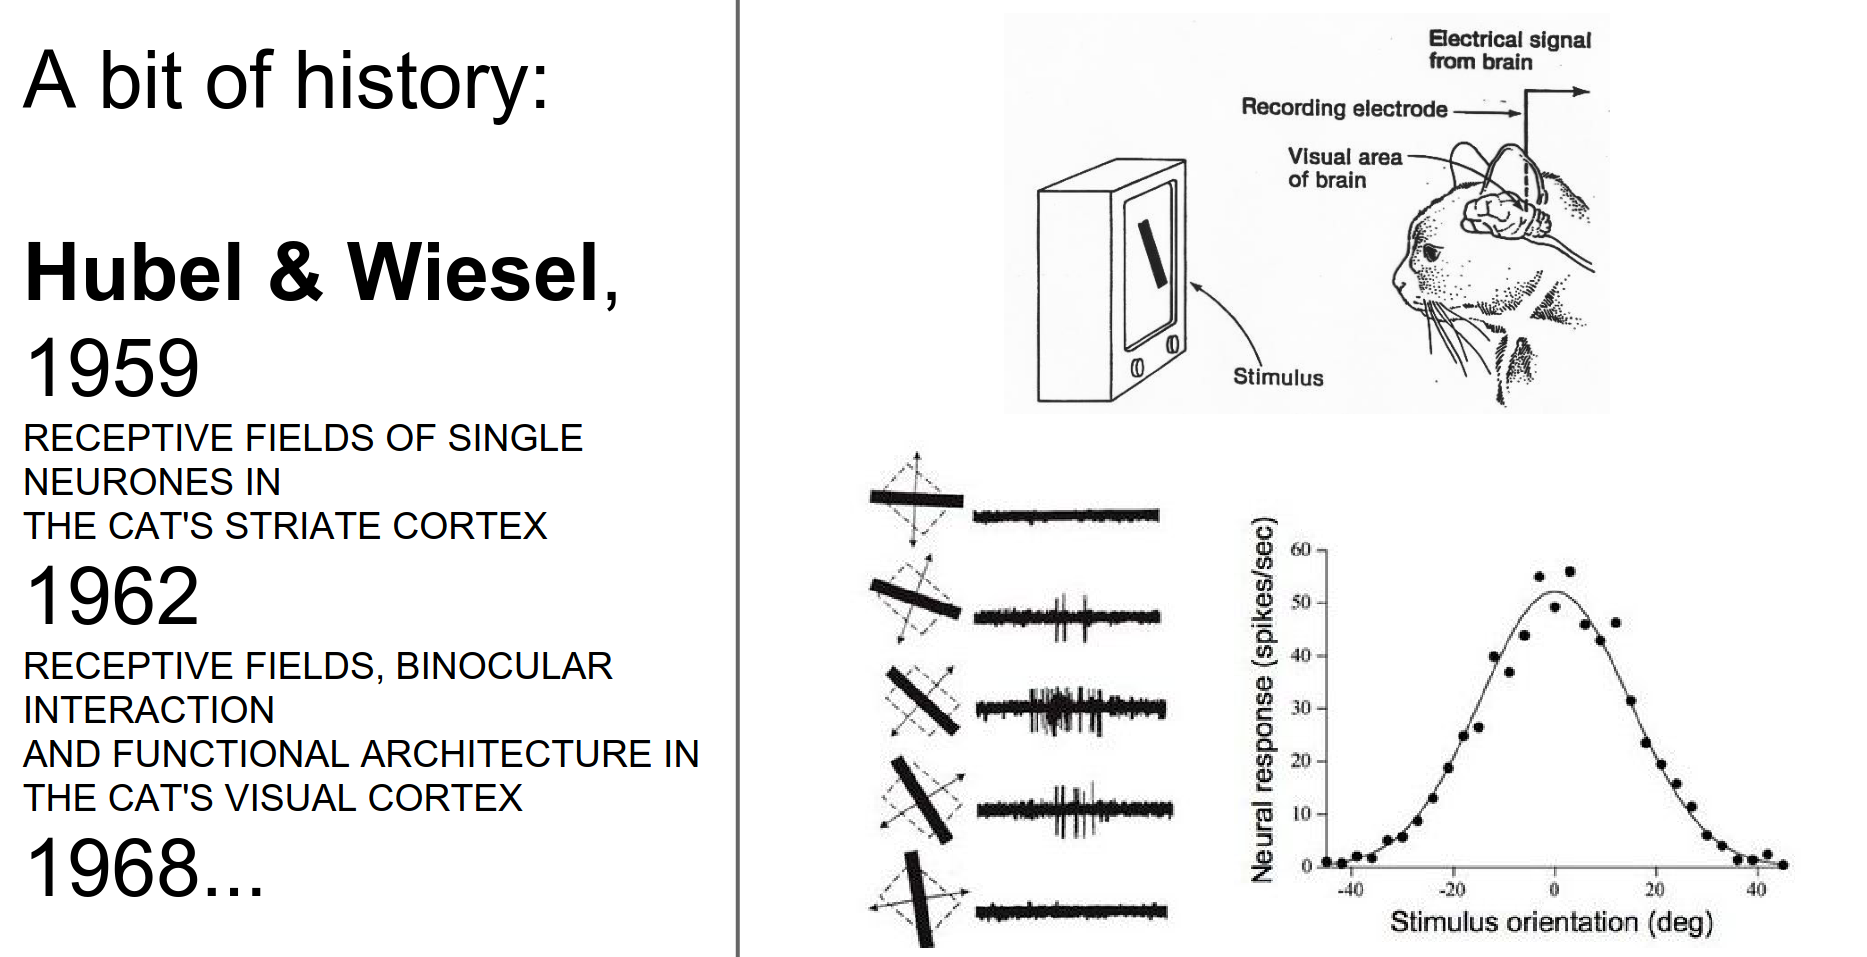 A bit of history:
Hubel & Wiesel,
1959
RECEPTIVE FIELDS OF SINGLE
NEURONES IN
THE CAT'S STRIATE CORTEX
1962
RECEPTIVE FIELDS, BINOCULAR
INTERACTION
AND FUNCTIONAL ARCHITECTURE IN
THE CAT'S VISUAL CORTEX
1968...
Electrical signal
from brain
Recording electrode
Visual area
of brain
Stimulus
Neural response (spikes/sec)
60
50
40
30
20
10
0
-40
-20
0
20
40
Stimulus orientation (deg)